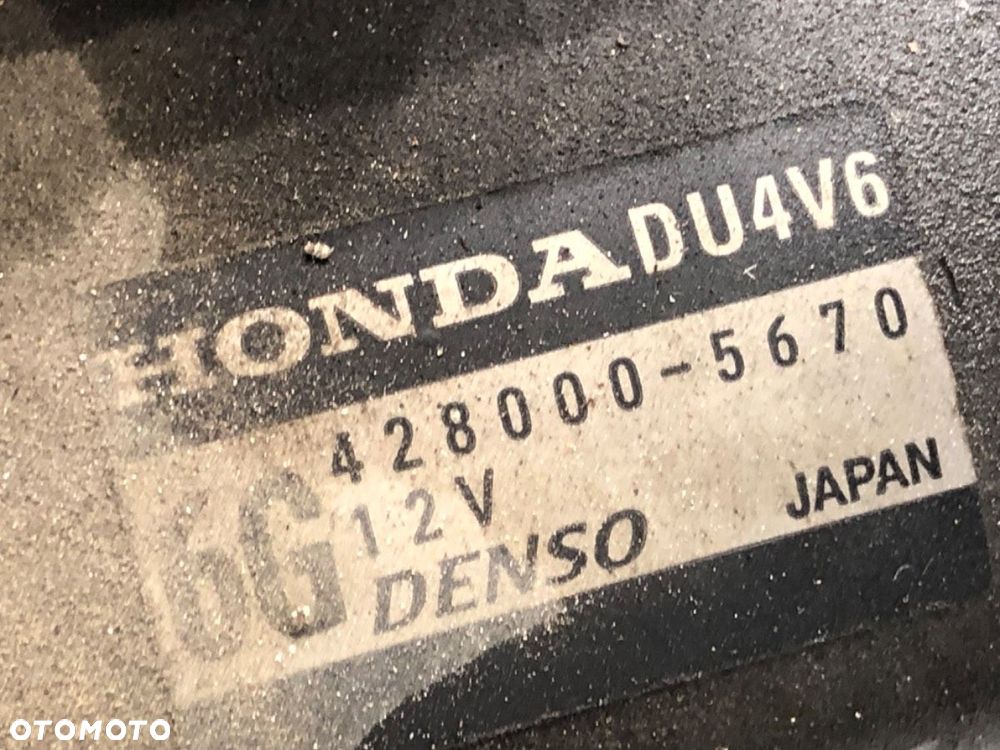 HONDA DU4V6
428000-5670
6G 12V
DENSO JAPAN
OTOMOTO